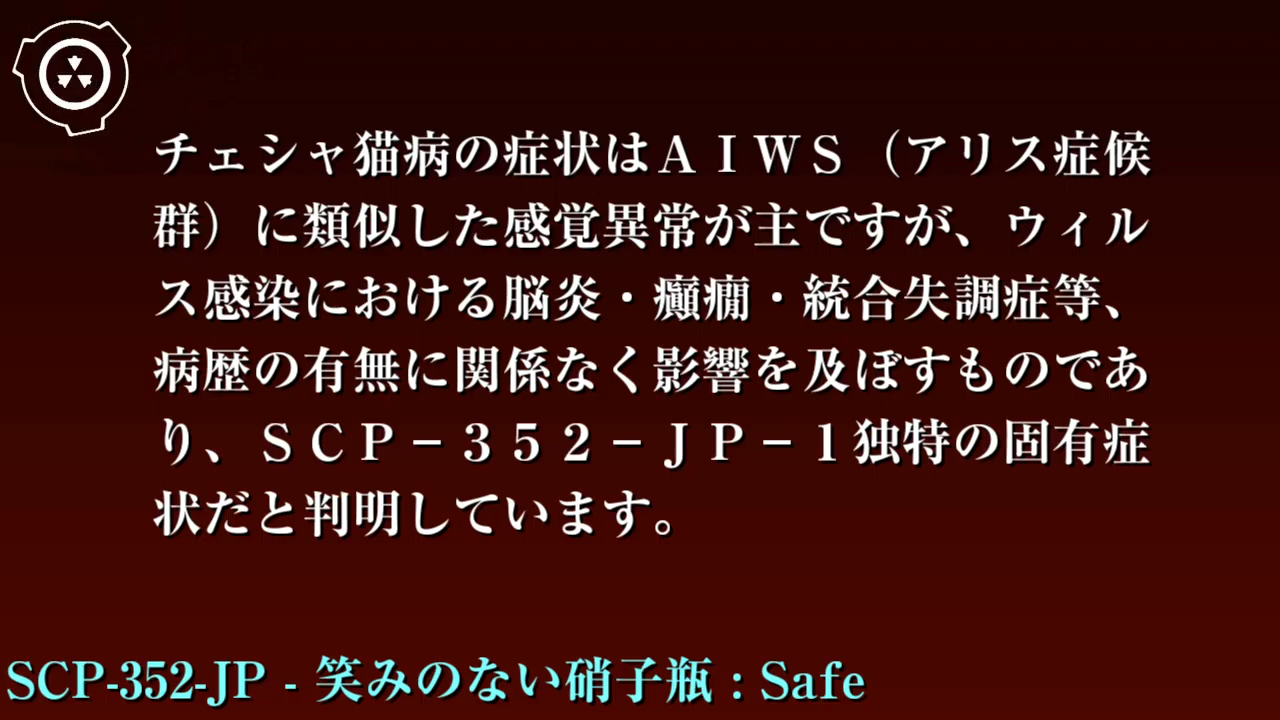 チェシャ猫病の症状はＡＩＷＳ（アリス症候
群）に類似した感覚異常が主ですが、ウィル
ス感染における脳炎・癲癇・統合失調症等、
病歴の有無に関係なく影響を及ぼすものであ
り、ＳＣＰ－３５２－ＪＰ－１独特の固有症
状だと判明しています。
SCP-352-JP - 笑みのない硝子瓶 : Safe